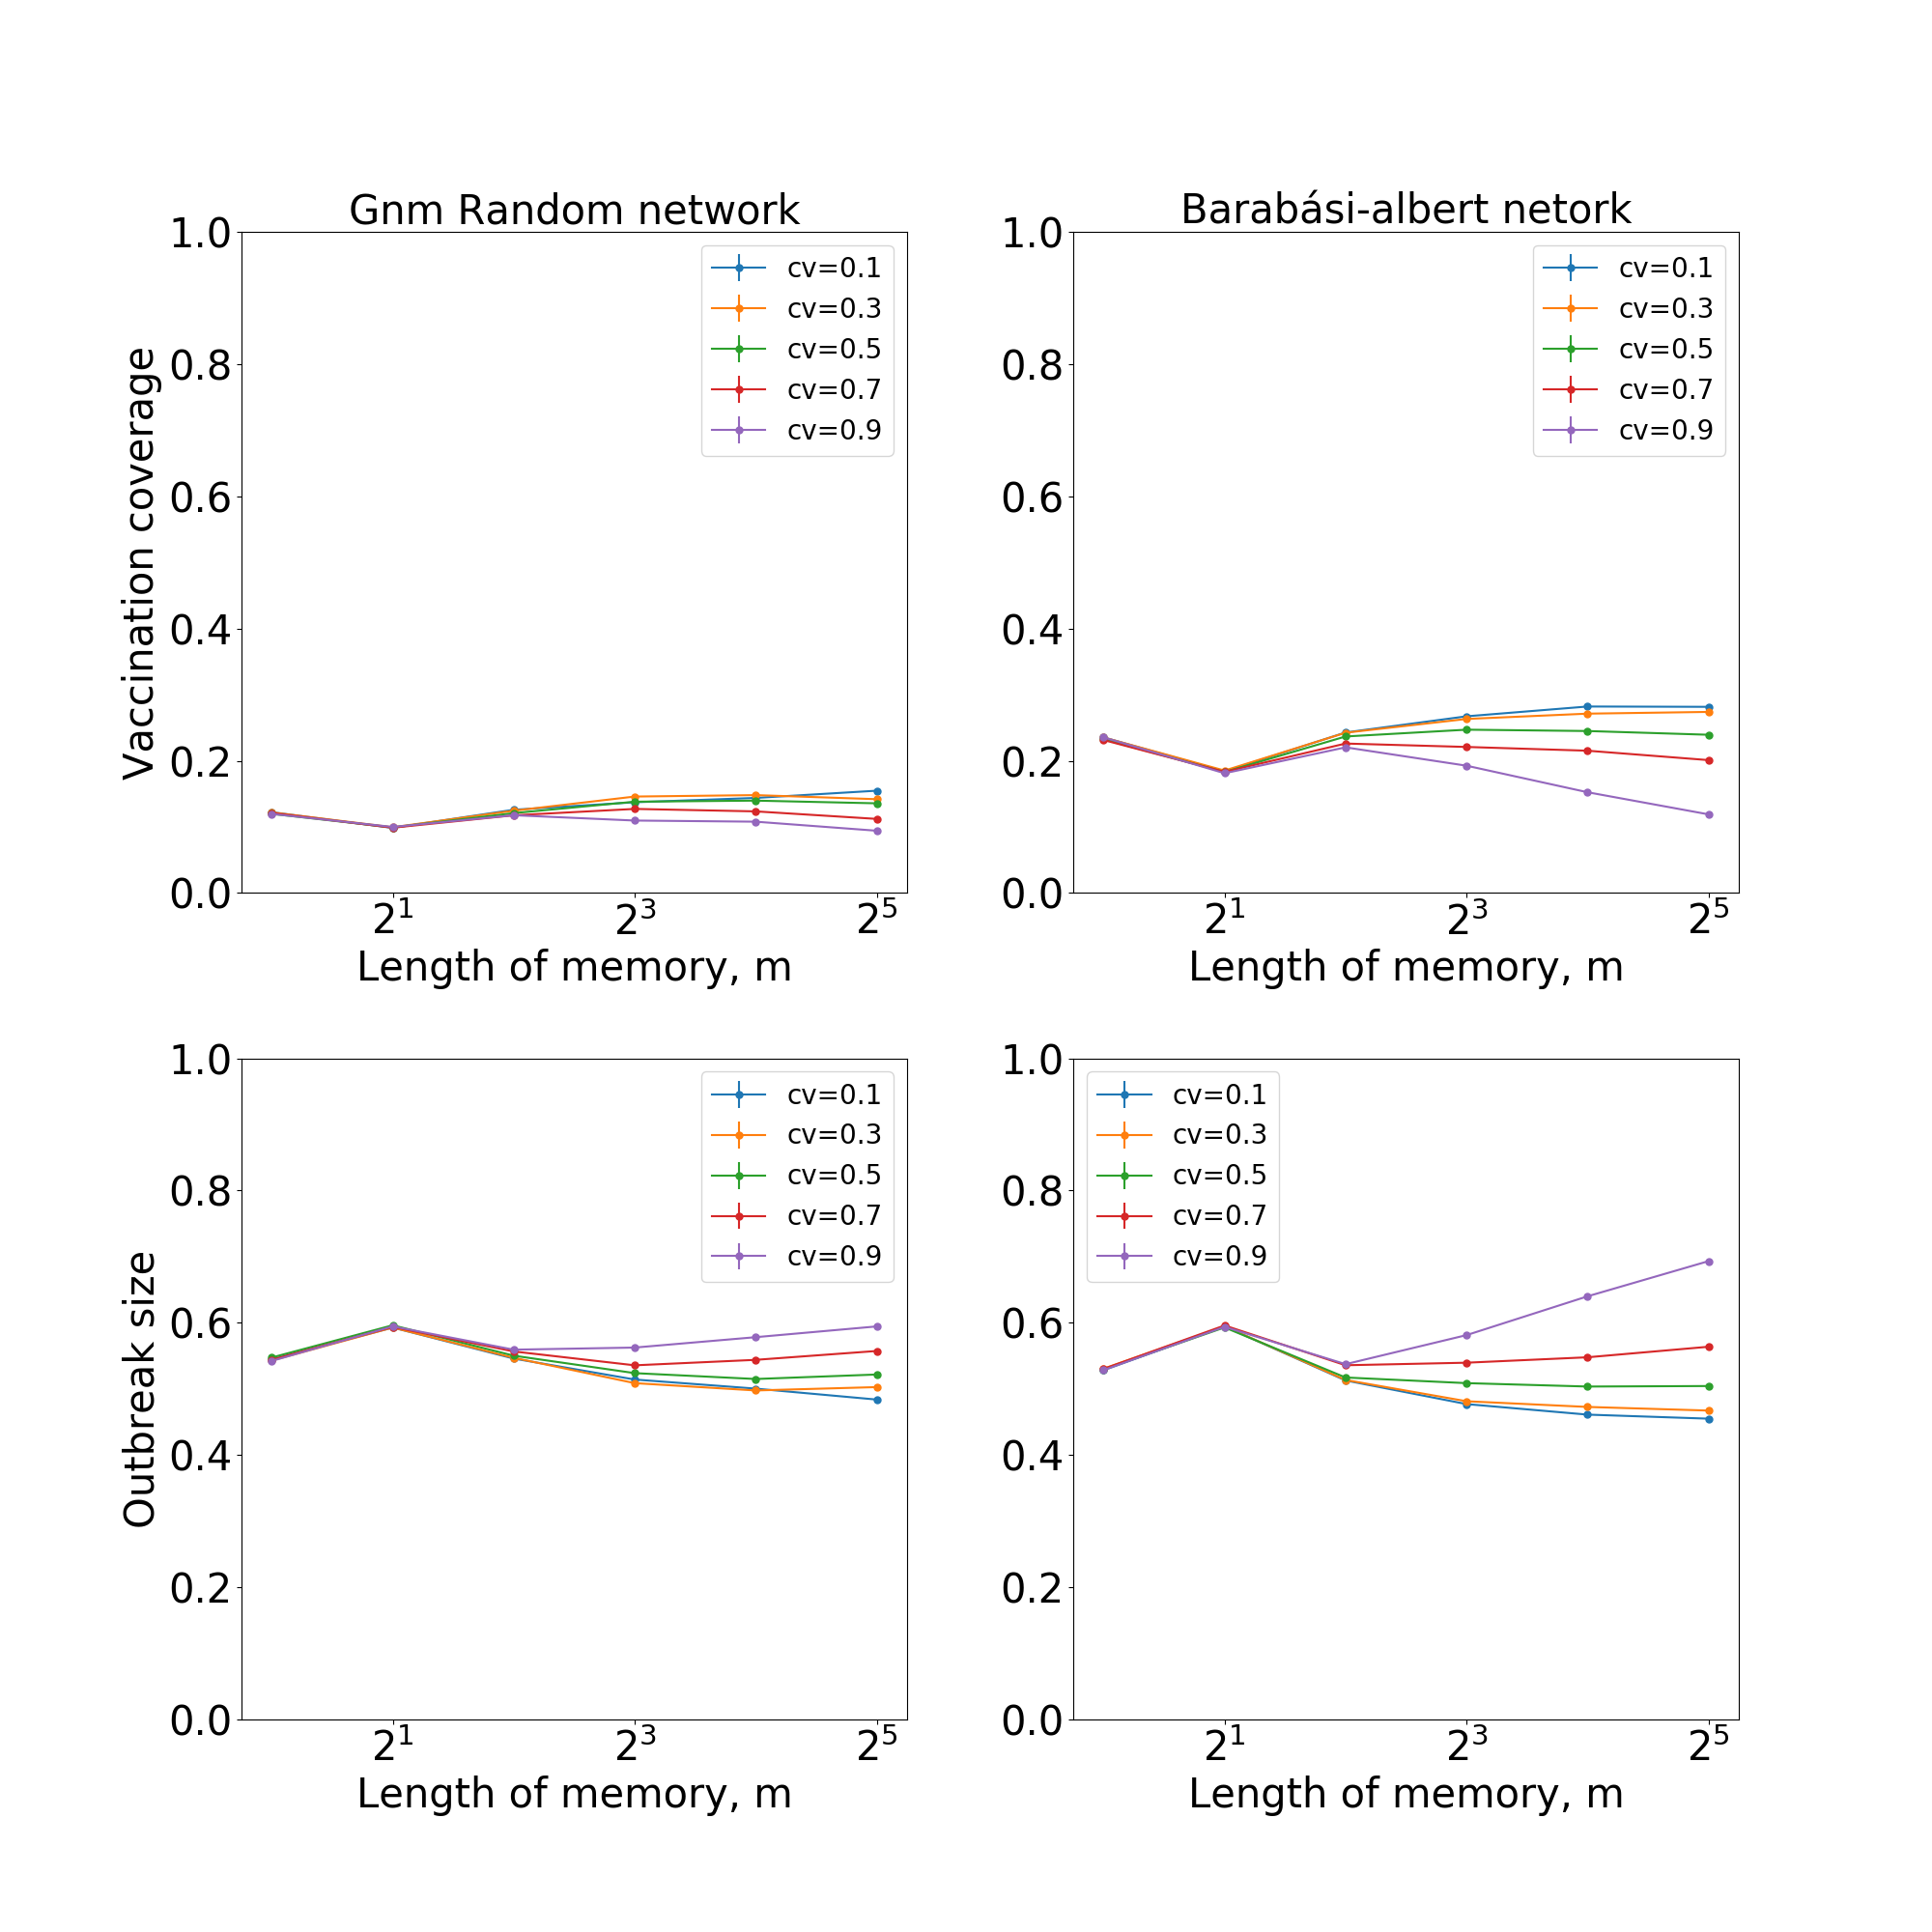 Gnm Random network
1.0
0.8
0.6
0.4
0.2
0.0
Vaccination coverage
cv=0.1
cv=0.3
cv=0.5
cv=0.7
cv=0.9
2^1
2^3
2^5
Length of memory, m
Barabási-albert netork
1.0
0.8
0.6
0.4
0.2
0.0
cv=0.1
cv=0.3
cv=0.5
cv=0.7
cv=0.9
2^1
2^3
2^5
Length of memory, m
1.0
0.8
0.6
0.4
0.2
0.0
Outbreak size
cv=0.1
cv=0.3
cv=0.5
cv=0.7
cv=0.9
2^1
2^3
2^5
Length of memory, m
1.0
0.8
0.6
0.4
0.2
0.0
cv=0.1
cv=0.3
cv=0.5
cv=0.7
cv=0.9
2^1
2^3
2^5
Length of memory, m